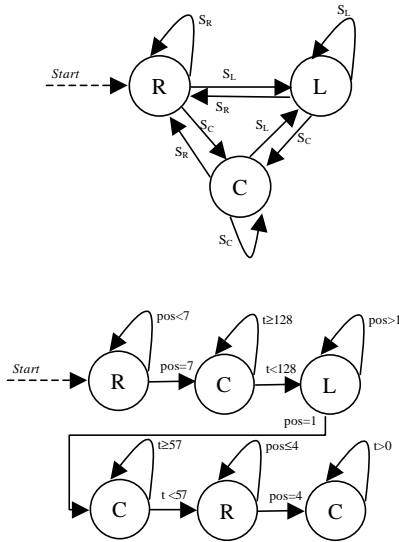 S_R
S_L
Start
R
S_L
L
S_R
S_C
S_L
S_C
S_R
C
S_C
pos<7
t≥128
pos>1
Start
R
pos=7
C
t<128
L
pos=1
t≥57
pos≤4
t>0
C
t <57
R
pos=4
C